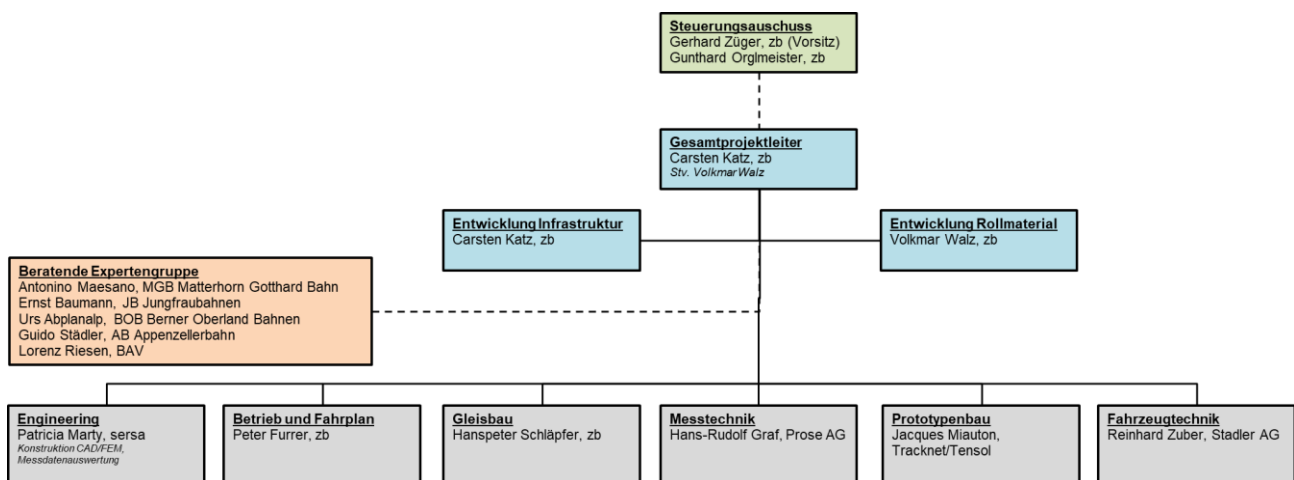 Steuerungsauschuss
Gerhard Züger, zb (Vorsitz)
Gunthard Orglmeister, zb
Gesamtprojektleiter
Carsten Katz, zb
Stv. Volkmar Walz
Entwicklung Infrastruktur
Carsten Katz, zb
Entwicklung Rollmaterial
Volkmar Walz, zb
Beratende Expertengruppe
Antonino Maesano, MGB Matterhorn Gotthard Bahn
Ernst Baumann, JB Jungfraubahnen
Urs Abplanalp, BOB Berner Oberland Bahnen
Guido Städler, AB Appenzellerbahn
Lorenz Riesen, BAV
Engineering
Patricia Marty, sersa
Konstruktion CAD/FEM,
Messdatenauswertung
Betrieb und Fahrplan
Peter Furrer, zb
Gleisbau
Hanspeter Schläpfer, zb
Messtechnik
Hans-Rudolf Graf, Prose AG
Prototypenbau
Jacques Miauton,
Tracknet/Tensol
Fahrzeugtechnik
Reinhard Zuber, Stadler AG